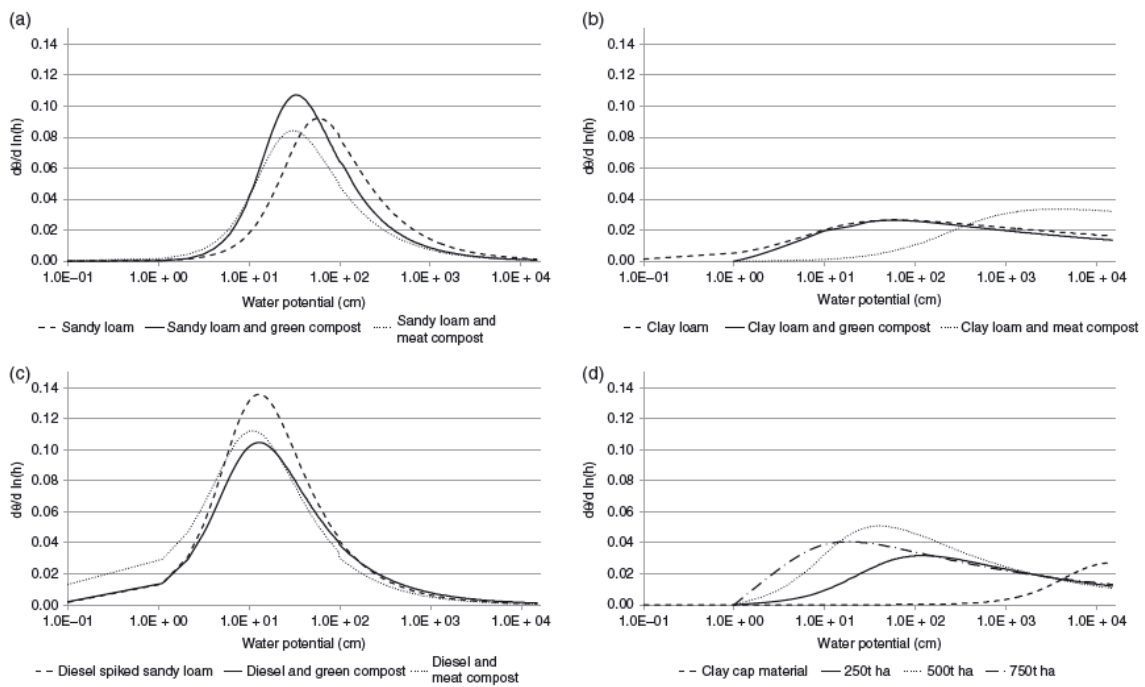 (a)
0.14
0.12
0.10
0.08
0.06
0.04
0.02
0.00
dθ/d ln(h)
1.0E–01 1.0E + 00 1.0E + 01 1.0E + 02 1.0E + 03 1.0E + 04
Water potential (cm)
Sandy loam Sandy loam and green compost Sandy loam and
meat compost
(b)
0.14
0.12
0.10
0.08
0.06
0.04
0.02
0.00
dθ/d ln(h)
1.0E–01 1.0E + 00 1.0E + 01 1.0E + 02 1.0E + 03 1.0E + 04
Water potential (cm)
Clay loam Clay loam and green compost Clay loam and meat compost
(c)
0.14
0.12
0.10
0.08
0.06
0.04
0.02
0.00
dθ/d ln(h)
1.0E–01 1.0E + 00 1.0E + 01 1.0E + 02 1.0E + 03 1.0E + 04
Water potential (cm)
Diesel spiked sandy loam Diesel and green compost Diesel and
meat compost
(d)
0.14
0.12
0.10
0.08
0.06
0.04
0.02
0.00
dθ/d ln(h)
1.0E–01 1.0E + 00 1.0E + 01 1.0E + 02 1.0E + 03 1.0E + 04
Water potential (cm)
Clay cap material 250t ha 500t ha 750t ha